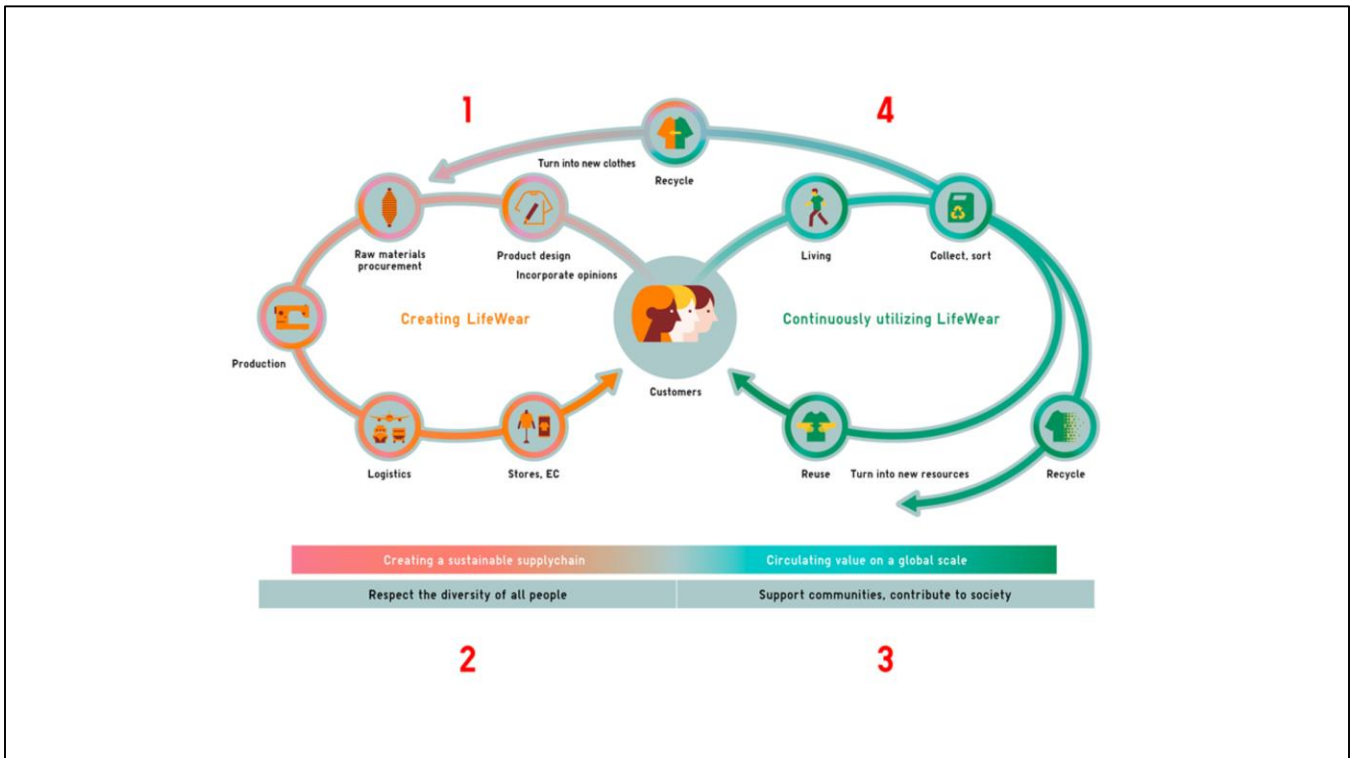 1
4
Turn into new clothes
Recycle
Raw materials
procurement
Product design
Incorporate opinions
Living
Collect, sort
Creating LifeWear
Continuously utilizing LifeWear
Production
Customers
Logistics
Stores, EC
Reuse
Turn into new resources
Recycle
Creating a sustainable supplychain
Circulating value on a global scale
Respect the diversity of all people
Support communities, contribute to society
2
3